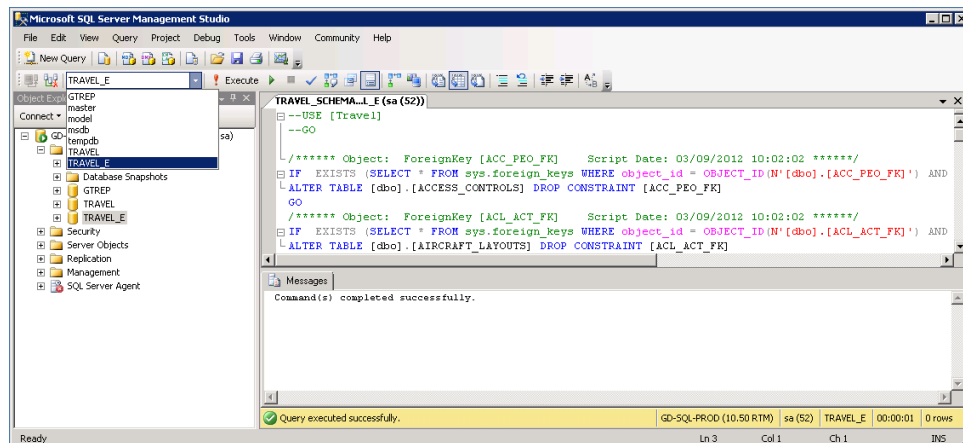 Microsoft SQL Server Management Studio
File Edit View Query Project Debug Tools Window Community Help
New Query
TRAVEL_E Execute
GTREP
master
model
msdb
tempdb
TRAVEL
TRAVEL_E
Object Expl
Connect
GD- sa)
Database Snapshots
GTREP
TRAVEL
TRAVEL_E
Security
Server Objects
Replication
Management
SQL Server Agent
TRAVEL_SCHEMA...L_E (sa (52))
--USE [Travel]
--GO
/****** Object: ForeignKey [ACC_PEO_FK] Script Date: 03/09/2012 10:02:02 ******/
IF EXISTS (SELECT * FROM sys.foreign_keys WHERE object_id = OBJECT_ID(N'[dbo].[ACC_PEO_FK]') AND
ALTER TABLE [dbo].[ACCESS_CONTROLS] DROP CONSTRAINT [ACC_PEO_FK]
GO
/****** Object: ForeignKey [ACL_ACT_FK] Script Date: 03/09/2012 10:02:02 ******/
IF EXISTS (SELECT * FROM sys.foreign_keys WHERE object_id = OBJECT_ID(N'[dbo].[ACL_ACT_FK]') AND
ALTER TABLE [dbo].[AIRCRAFT_LAYOUTS] DROP CONSTRAINT [ACL_ACT_FK]
Messages
Command(s) completed successfully.
Query executed successfully. GD-SQL-PROD (10.50 RTM) sa (52) TRAVEL_E 00:00:01 0 rows
Ready Ln 3 Col 1 Ch 1 INS